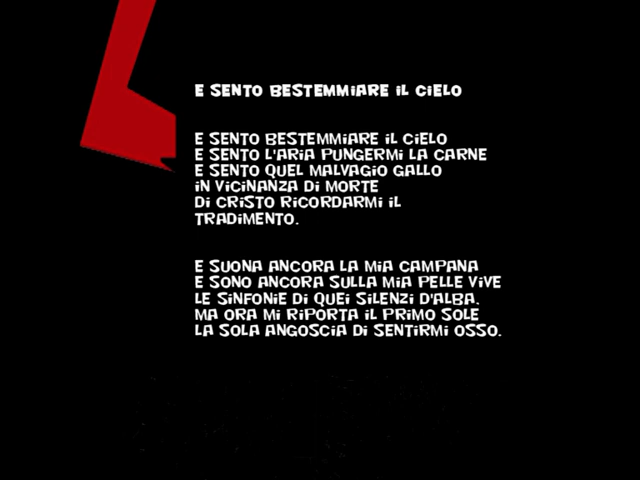 E SENTO BESTEMMIARE IL CIELO
E SENTO BESTEMMIARE IL CIELO
E SENTO L'ARIA PUNGERMI LA CARNE
E SENTO QUEL MALVAGIO GALLO
IN VICINANZA DI MORTE
DI CRISTO RICORDARMI IL
TRADIMENTO.
E SUONA ANCORA LA MIA CAMPANA
E SONO ANCORA SULLA MIA PELLE VIVE
LE SINFONIE DI QUEI SILENZI D'ALBA.
MA ORA MI RIPORTA IL PRIMO SOLE
LA SOLA ANGOSCIA DI SENTIRMI OSSO.